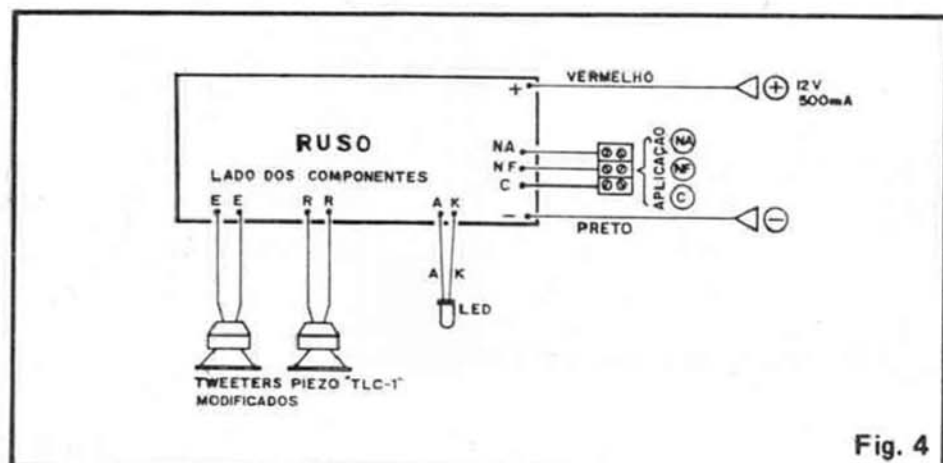 VERMELHO
+
⊕ 12V
500mA
RUSO
LADO DOS COMPONENTES
NA
NF
C
APLICAÇÃO
NA
NF
C
E E R R A K
-
PRETO
⊖
A K
LED
TWEETERS PIEZO "TLC-1"
MODIFICADOS
Fig. 4